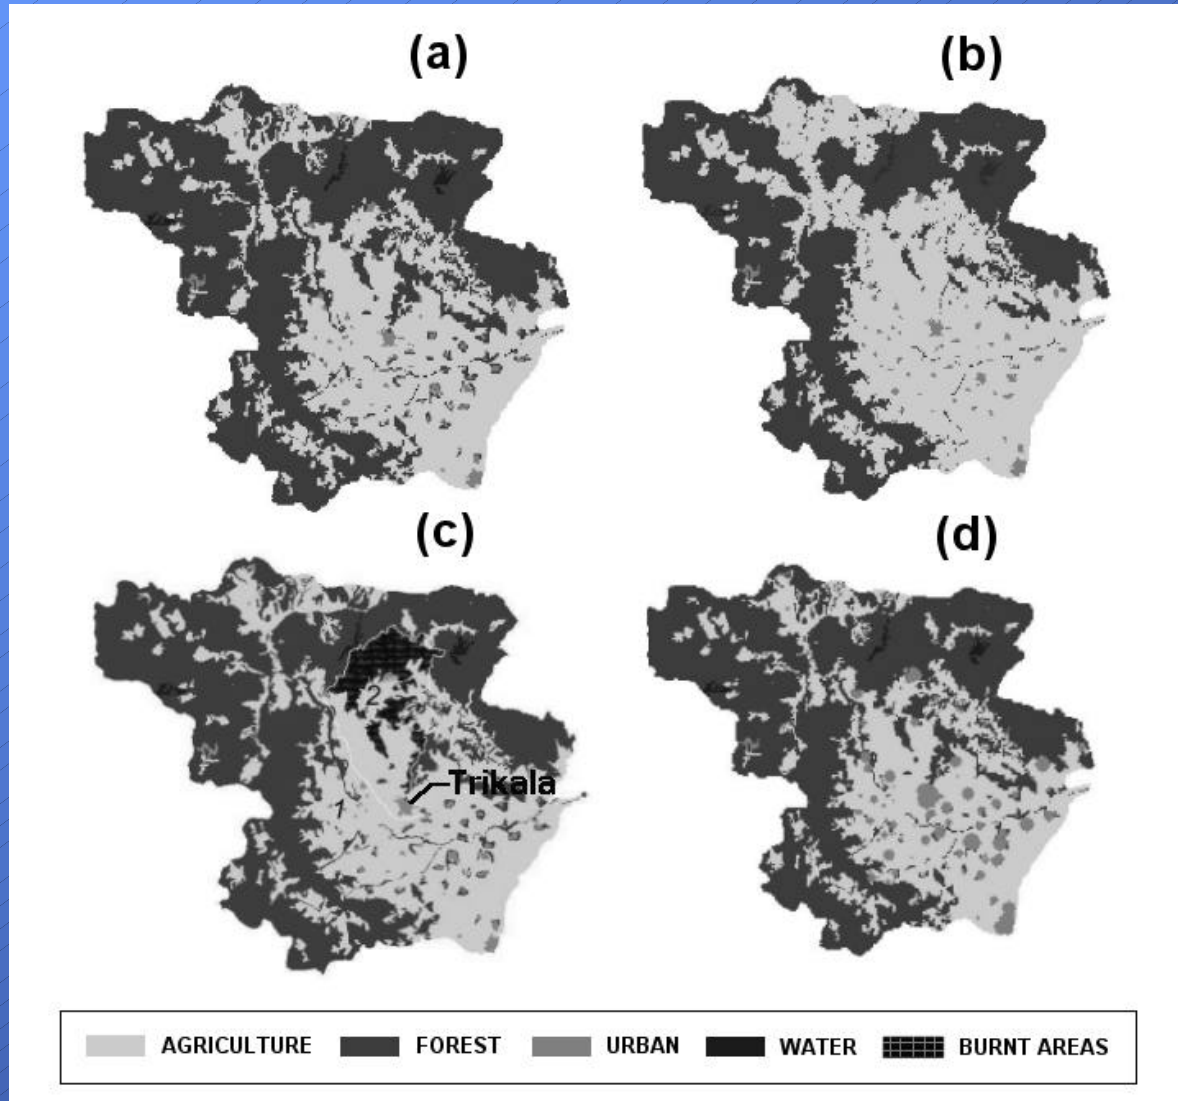 (a)
(b)
(c)
(d)
2
Trikala
1
AGRICULTURE
FOREST
URBAN
WATER
BURNT AREAS